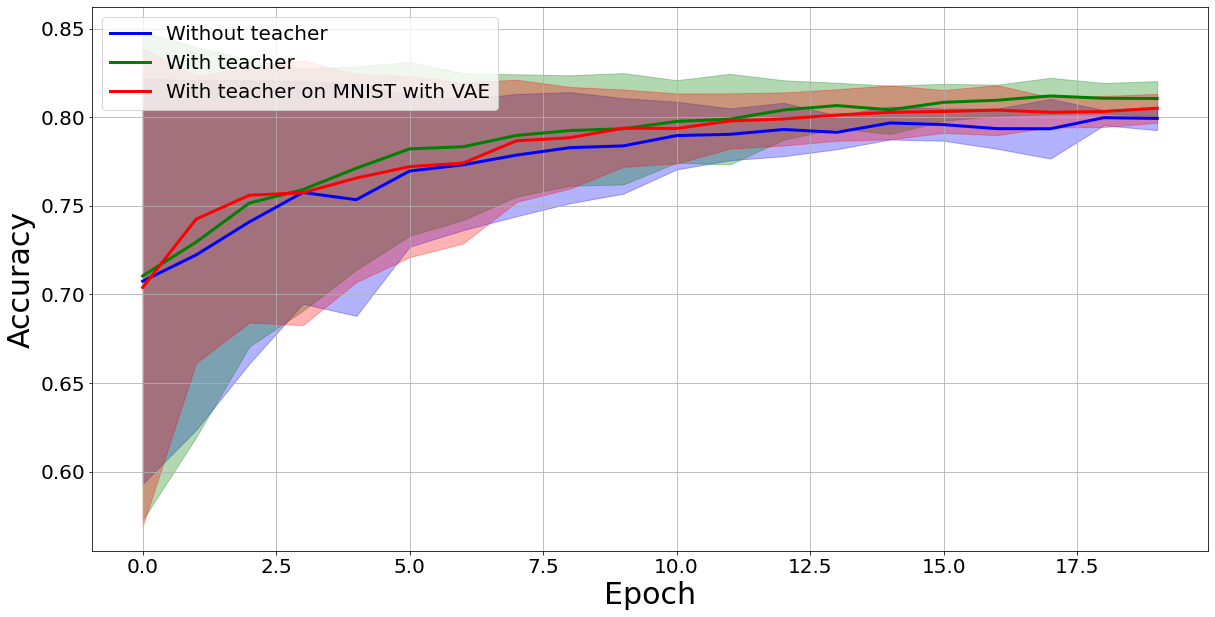 Without teacher
With teacher
With teacher on MNIST with VAE
Accuracy
0.85
0.80
0.75
0.70
0.65
0.60
0.0 2.5 5.0 7.5 10.0 12.5 15.0 17.5
Epoch